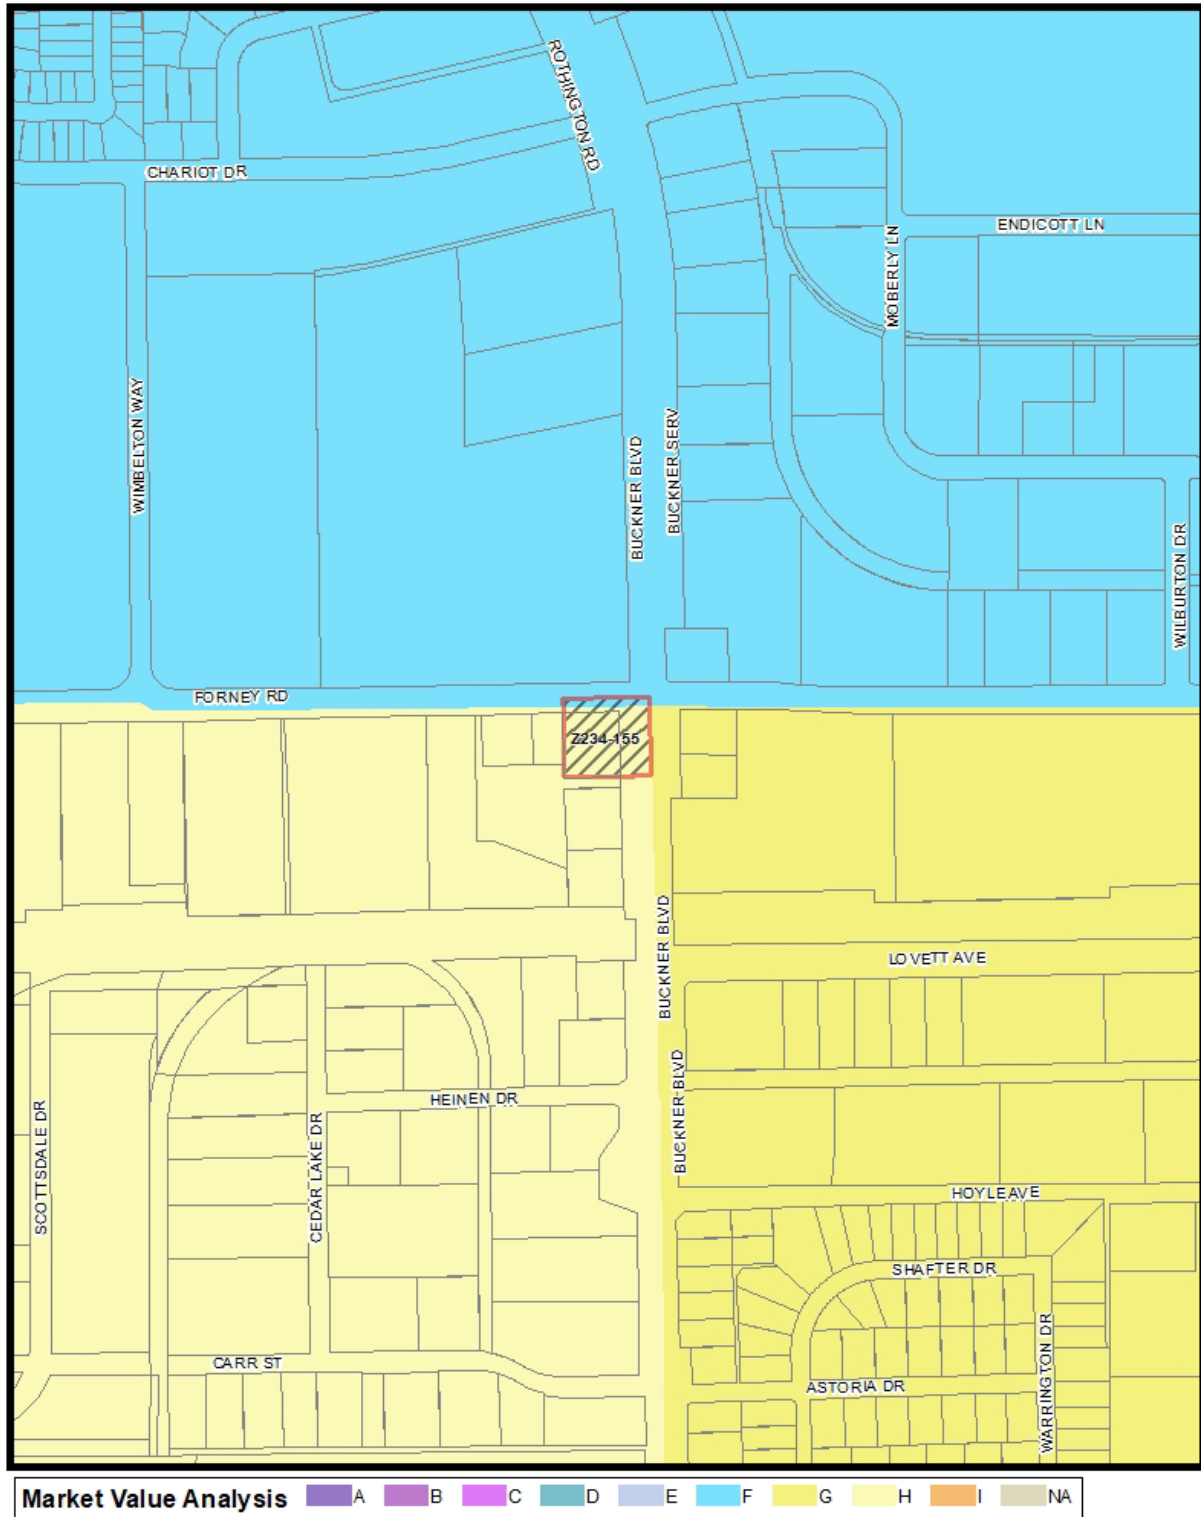 ROTHINGTON RD
CHARIOT DR
ENDICOTT LN
MOBERLY LN
WIMBELTON WAY
BUCKNER BLVD
BUCKNER SERV
WILBURTON DR
FORNEY RD
Z234-155
BUCKNER BLVD
LOVETT AVE
BUCKNER BLVD
HEINEN DR
SCOTTSDALE DR
CEDAR LAKE DR
HOYLE AVE
SHAFTER DR
WARRINGTON DR
CARR ST
ASTORIA DR
Market Value Analysis A B C D E F G H I NA